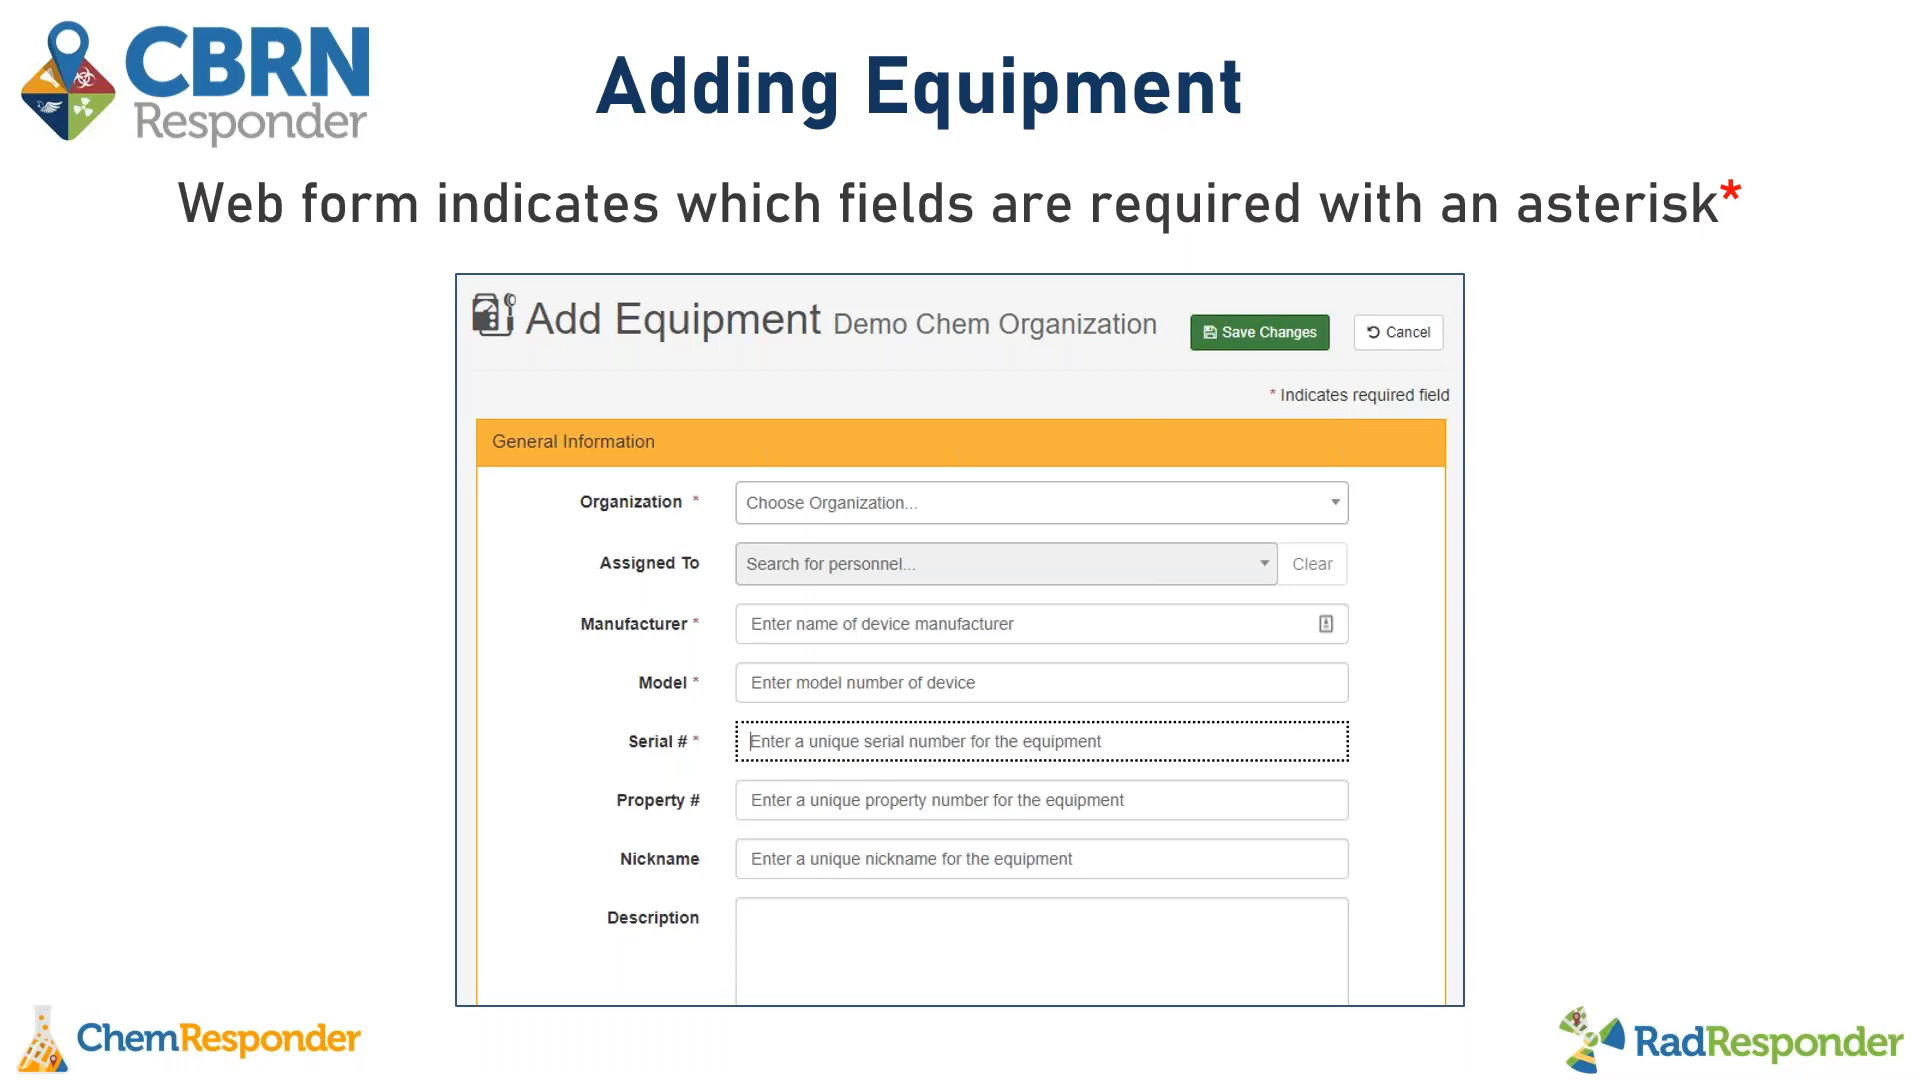 CBRN
Responder
Adding Equipment
Web form indicates which fields are required with an asterisk*
Add Equipment Demo Chem Organization
Save Changes
Cancel
* Indicates required field
General Information
Organization *
Choose Organization...
Assigned To
Search for personnel...
Clear
Manufacturer *
Enter name of device manufacturer
Model *
Enter model number of device
Serial # *
Enter a unique serial number for the equipment
Property #
Enter a unique property number for the equipment
Nickname
Enter a unique nickname for the equipment
Description
ChemResponder
RadResponder